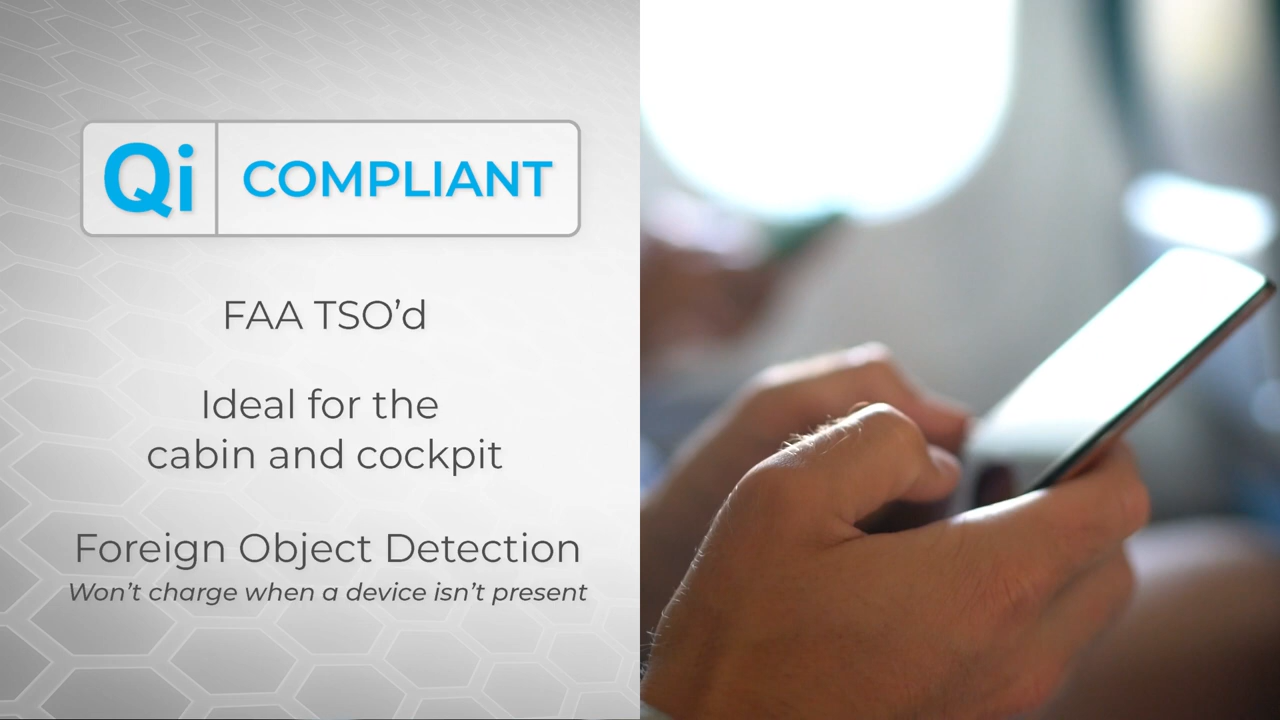 Qi COMPLIANT
FAA TSO’d
Ideal for the
cabin and cockpit
Foreign Object Detection
Won’t charge when a device isn’t present